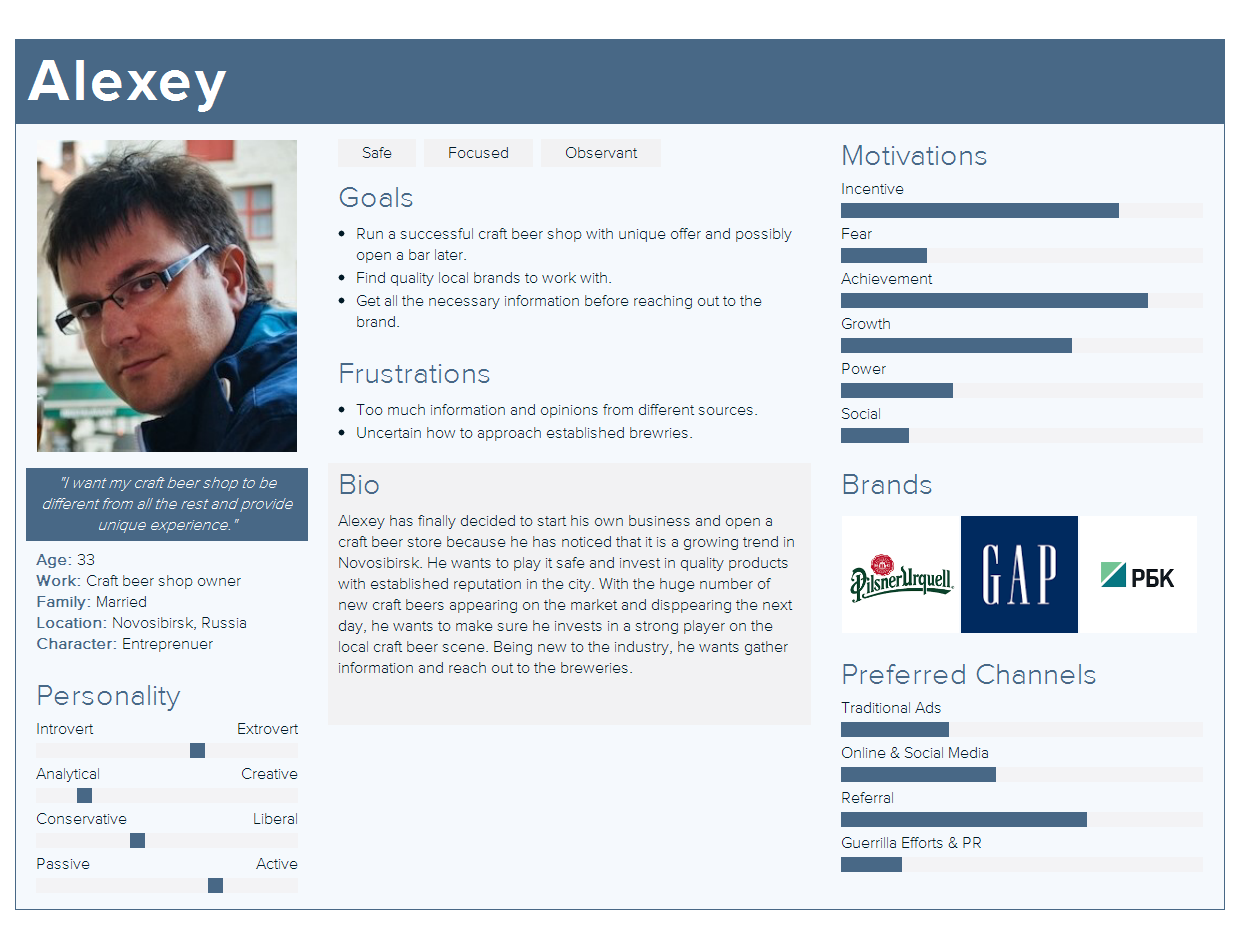 Alexey
Safe
Focused
Observant
Goals
Run a successful craft beer shop with unique offer and possibly
open a bar later.
Find quality local brands to work with.
Get all the necessary information before reaching out to the
brand.
Frustrations
Too much information and opinions from different sources.
Uncertain how to approach established brewries.
Bio
Alexey has finally decided to start his own business and open a
craft beer store because he has noticed that it is a growing trend in
Novosibirsk. He wants to play it safe and invest in quality products
with established reputation in the city. With the huge number of
new craft beers appearing on the market and disppearing the next
day, he wants to make sure he invests in a strong player on the
local craft beer scene. Being new to the industry, he wants gather
information and reach out to the breweries.
"I want my craft beer shop to be
different from all the rest and provide
unique experience."
Age: 33
Work: Craft beer shop owner
Family: Married
Location: Novosibirsk, Russia
Character: Entreprenuer
Personality
Introvert Extrovert
Analytical Creative
Conservative Liberal
Passive Active
Motivations
Incentive
Fear
Achievement
Growth
Power
Social
Brands
Pilsner Urquell
GAP
РБК
Preferred Channels
Traditional Ads
Online & Social Media
Referral
Guerrilla Efforts & PR